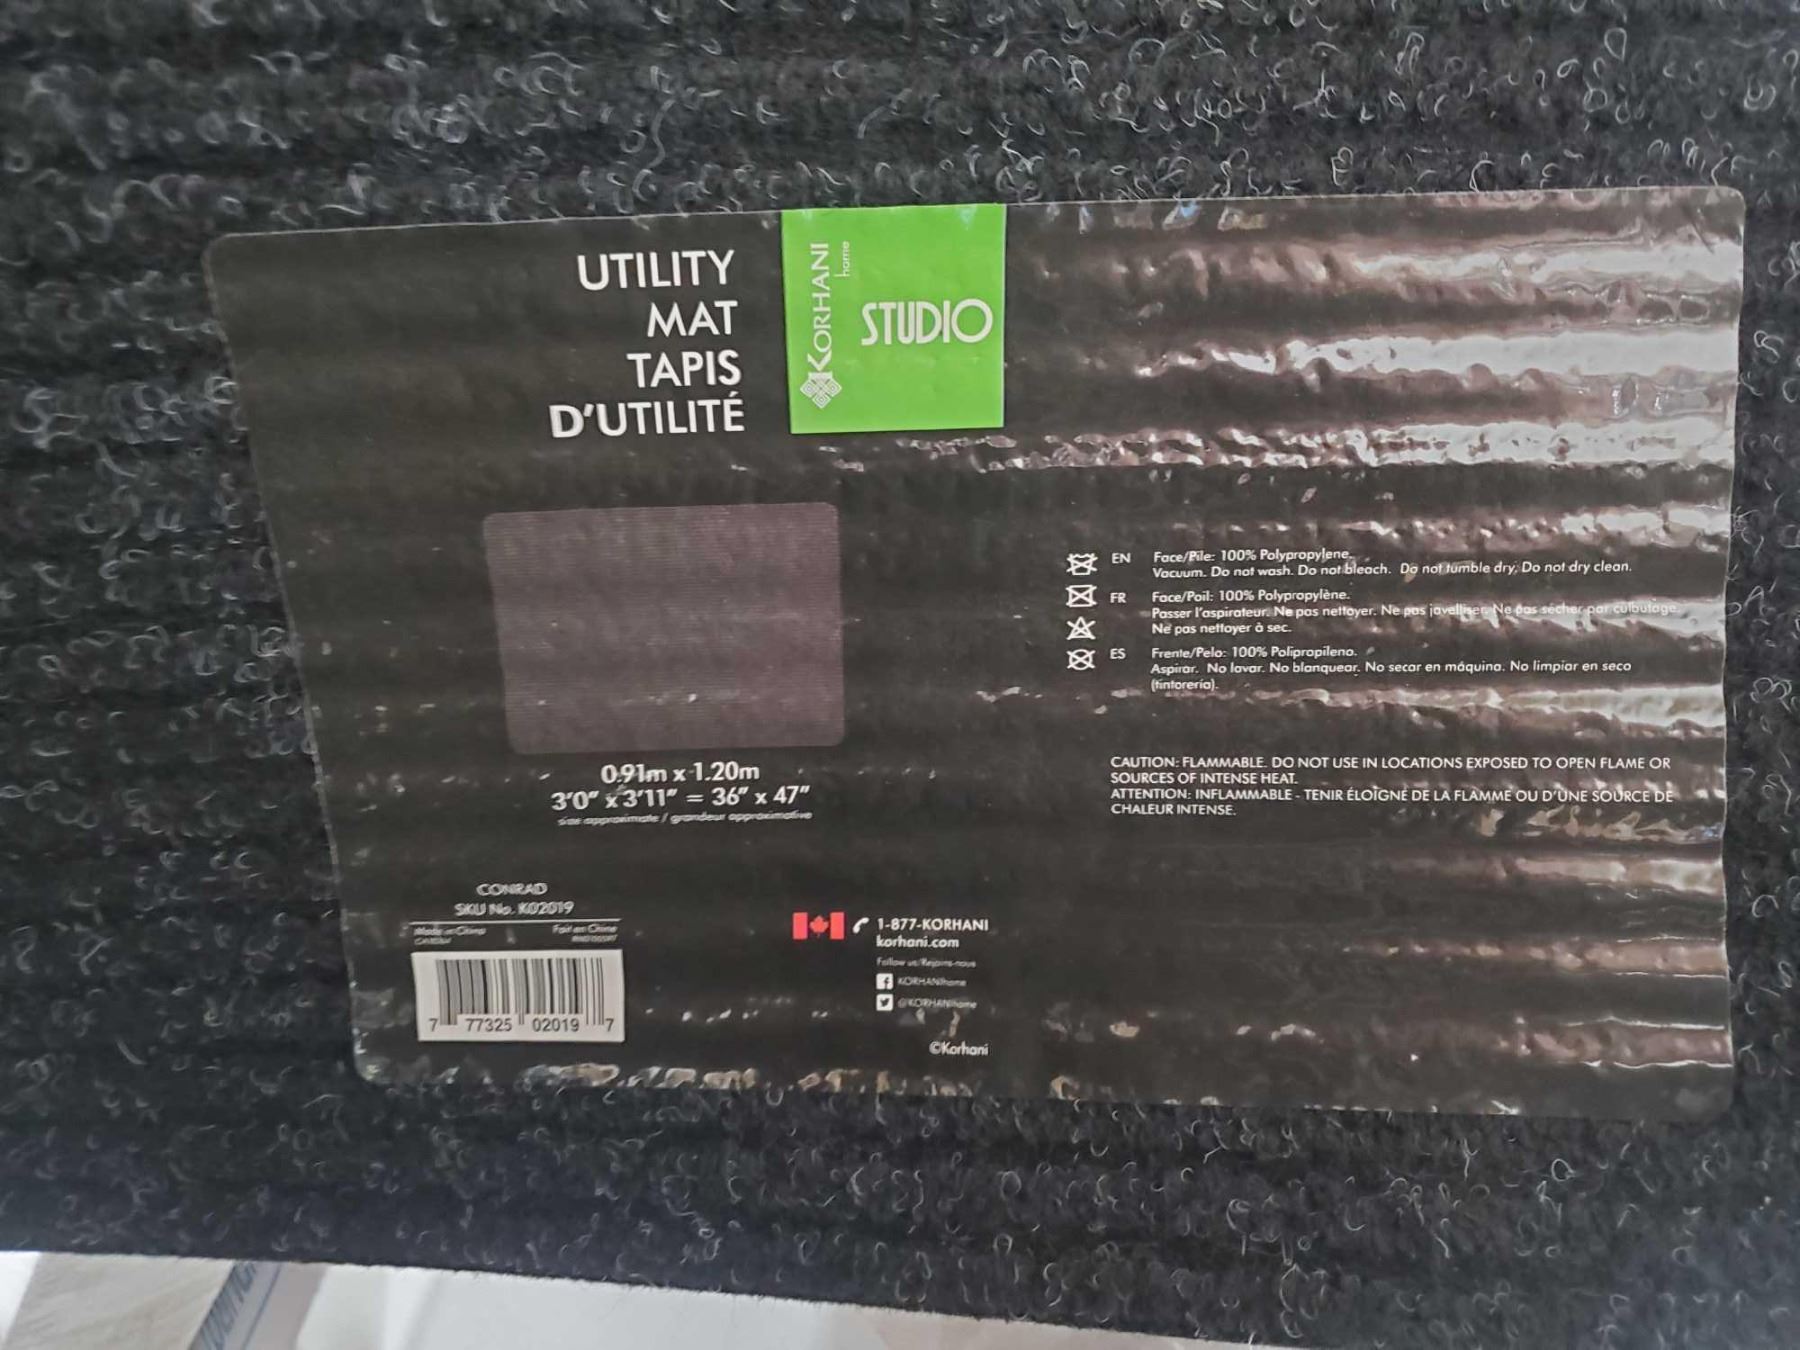 UTILITY
MAT
TAPIS
D'UTILITÉ
KORHANI
home
STUDIO
0.91m x 1.20m
3'0" x 3'11" = 36" x 47"
size approximate / grandeur approximative
CONRAD
SKU No. K02019
Made in China Fait en Chine
7 77325 02019 7
1-877-KORHANI
korhani.com
Follow us/Rejoins-nous
KORHANIhome
@KORHANIhome
©Korhani
EN Face/Pile: 100% Polypropylene.
Vacuum. Do not wash. Do not bleach. Do not tumble dry. Do not dry clean.
FR Face/Poil: 100% Polypropylène.
Passer l'aspirateur. Ne pas nettoyer. Ne pas javelliser. Ne pas sécher par culbutage.
Ne pas nettoyer à sec.
ES Frente/Pelo: 100% Polipropileno.
Aspirar. No lavar. No blanquear. No secar en máquina. No limpiar en seco
(tintorería).
CAUTION: FLAMMABLE. DO NOT USE IN LOCATIONS EXPOSED TO OPEN FLAME OR
SOURCES OF INTENSE HEAT.
ATTENTION: INFLAMMABLE - TENIR ÉLOIGNÉ DE LA FLAMME OU D'UNE SOURCE DE
CHALEUR INTENSE.